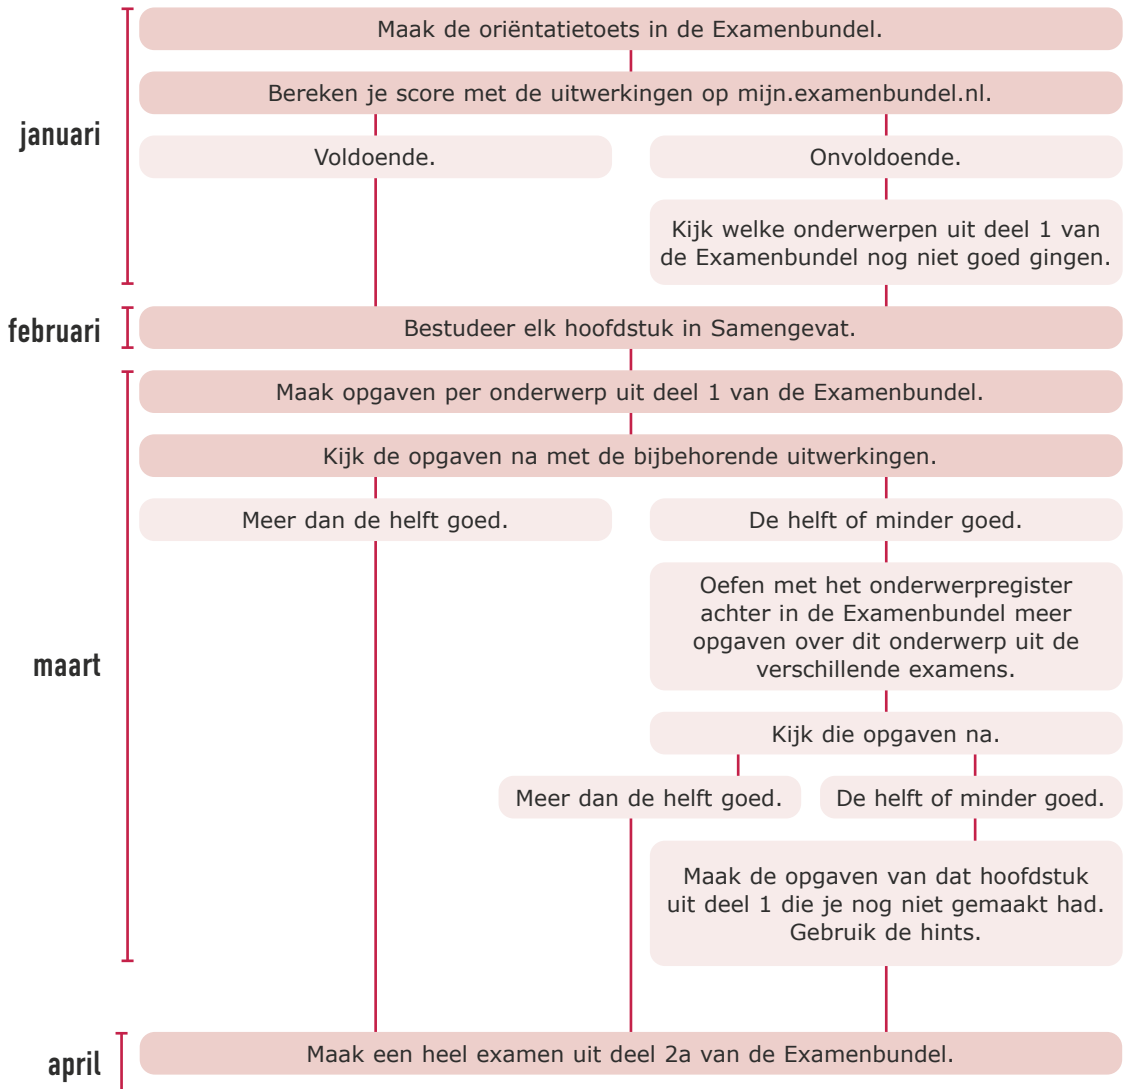 januari
Maak de oriëntatietoets in de Examenbundel.
Bereken je score met de uitwerkingen op mijn.examenbundel.nl.
Voldoende.
Onvoldoende.
Kijk welke onderwerpen uit deel 1 van
de Examenbundel nog niet goed gingen.
februari
Bestudeer elk hoofdstuk in Samengevat.
maart
Maak opgaven per onderwerp uit deel 1 van de Examenbundel.
Kijk de opgaven na met de bijbehorende uitwerkingen.
Meer dan de helft goed.
De helft of minder goed.
Oefen met het onderwerpregister
achter in de Examenbundel meer
opgaven over dit onderwerp uit de
verschillende examens.
Kijk die opgaven na.
Meer dan de helft goed.
De helft of minder goed.
Maak de opgaven van dat hoofdstuk
uit deel 1 die je nog niet gemaakt had.
Gebruik de hints.
april
Maak een heel examen uit deel 2a van de Examenbundel.